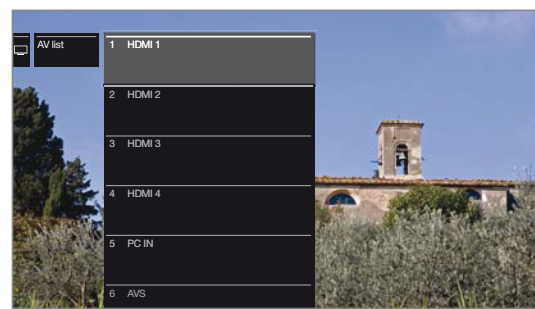 AV list
1 HDMI 1
2 HDMI 2
3 HDMI 3
4 HDMI 4
5 PC IN
6 AVS